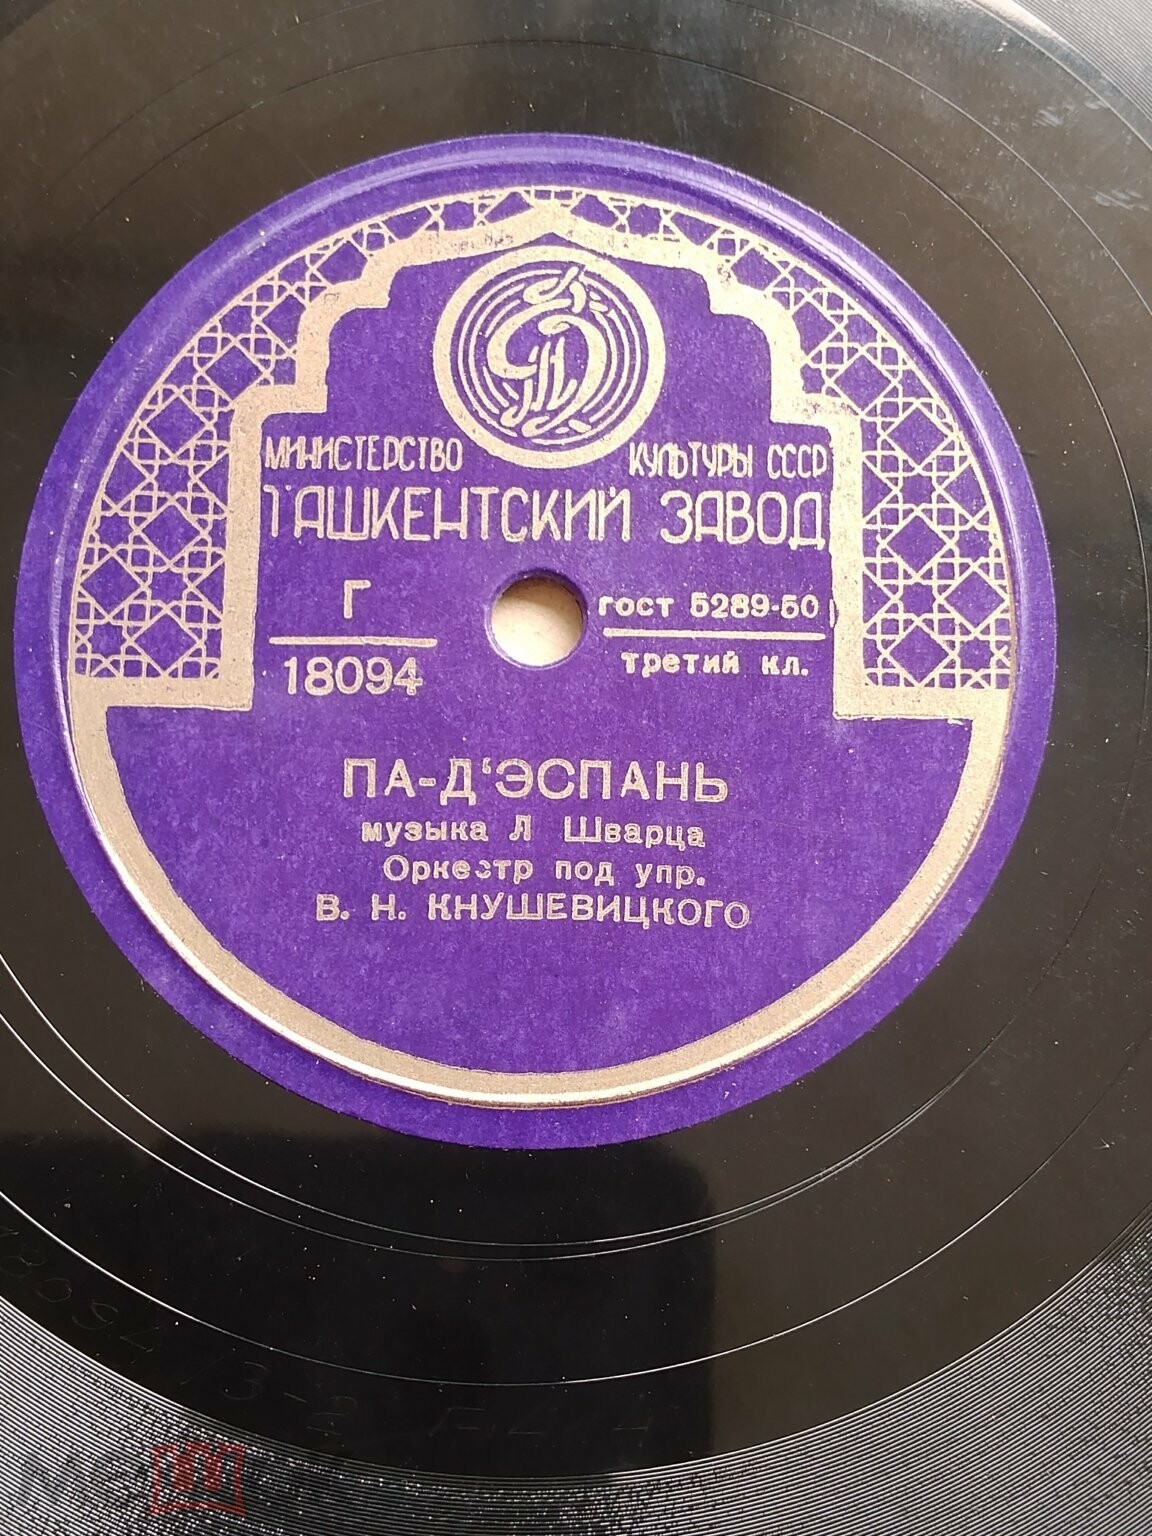 МИНИСТЕРСТВО КУЛЬТУРЫ СССР
ТАШКЕНТСКИЙ ЗАВОД
Г
18094
гост 5289-50
третий кл.
ПА-Д‘ЭСПАНЬ
музыка Л Шварца
Оркестр под упр.
В. Н. КНУШЕВИЦКОГО